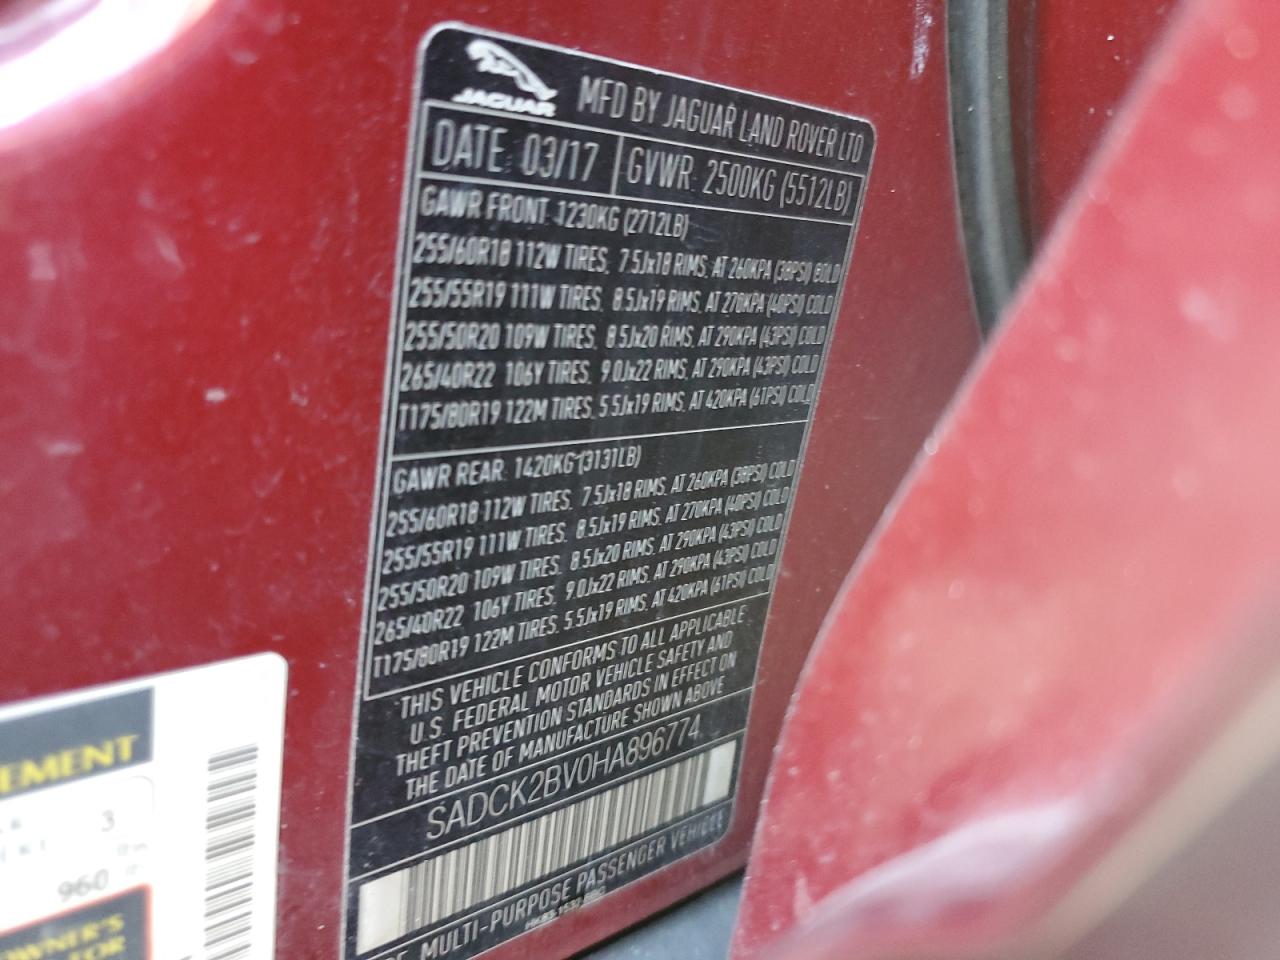 JAGUAR
MFD BY JAGUAR LAND ROVER LTD
DATE: 03/17
GVWR: 2500KG (5512LB)
GAWR FRONT: 1230KG (2712LB)
255/60R18 112W TIRES, 7.5Jx18 RIMS, AT 260KPA (38PSI) COLD
255/55R19 111W TIRES, 8.5Jx19 RIMS, AT 270KPA (40PSI) COLD
255/50R20 109W TIRES, 8.5Jx20 RIMS, AT 290KPA (43PSI) COLD
265/40R22 106Y TIRES, 9.0Jx22 RIMS, AT 290KPA (43PSI) COLD
T175/80R19 122M TIRES, 5.5Jx19 RIMS, AT 420KPA (61PSI) COLD
GAWR REAR: 1420KG (3131LB)
255/60R18 112W TIRES, 7.5Jx18 RIMS, AT 260KPA (38PSI) COLD
255/55R19 111W TIRES, 8.5Jx19 RIMS, AT 270KPA (40PSI) COLD
255/50R20 109W TIRES, 8.5Jx20 RIMS, AT 290KPA (43PSI) COLD
265/40R22 106Y TIRES, 9.0Jx22 RIMS, AT 290KPA (43PSI) COLD
T175/80R19 122M TIRES, 5.5Jx19 RIMS, AT 420KPA (61PSI) COLD
THIS VEHICLE CONFORMS TO ALL APPLICABLE
U.S. FEDERAL MOTOR VEHICLE SAFETY AND
THEFT PREVENTION STANDARDS IN EFFECT ON
THE DATE OF MANUFACTURE SHOWN ABOVE
SADCK2BV0HA896774
MULTI-PURPOSE PASSENGER VEHICLE
EMENT
3
960
OWNER'S
FOR